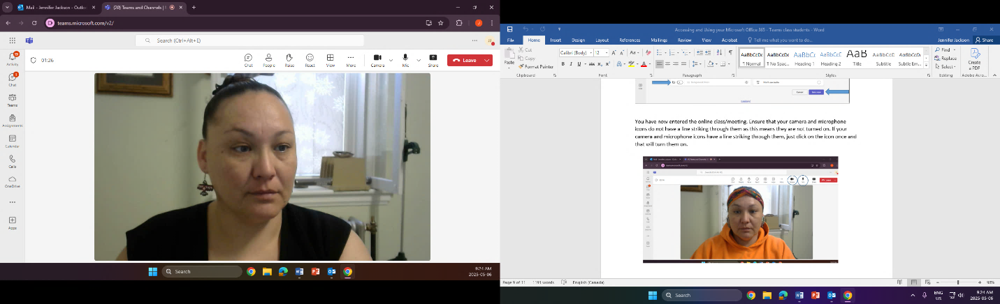 Mail - Jennifer Jackson - Outlo
(20) Teams and Channels |
teams.microsoft.com/v2/
Search (Ctrl+Alt+E)
01:26
Chat
People
Raise
React
View
More
Camera
Mic
Share
Leave
Activity
Chat
Teams
Assignments
Calendar
Calls
OneDrive
Apps
Search
9:24 AM
2025-05-06
Accessing and Using your Microsoft Office 365 - Teams class students - Word
File Home Insert Design Layout References Mailings Review View Acrobat Tell me what you want to do...
Jennifer Jackson Share
Paste
Cut
Copy
Format Painter
Clipboard
Calibri (Body) 12
Font
Paragraph
AaBbCcDc AaBbCcDc AaBbCc AaBbCcC AaB AaBbCcD AaBbCcDc
¶ Normal ¶ No Spac... Heading 1 Heading 2 Title Subtitle Subtle Em...
Styles
Find
Replace
Select
Editing
Create
a PDF
Adobe Acro...
You have now entered the online class/meeting. Ensure that your camera and microphone
icons do not have a line striking through them as this means they are not turned on. If your
camera and microphone icons have a line striking through them, just click on the icon once and
that will turn them on.
Page 9 of 11 1191 words English (Canada)
98%
Search
ENG
US
9:24 AM
2025-05-06